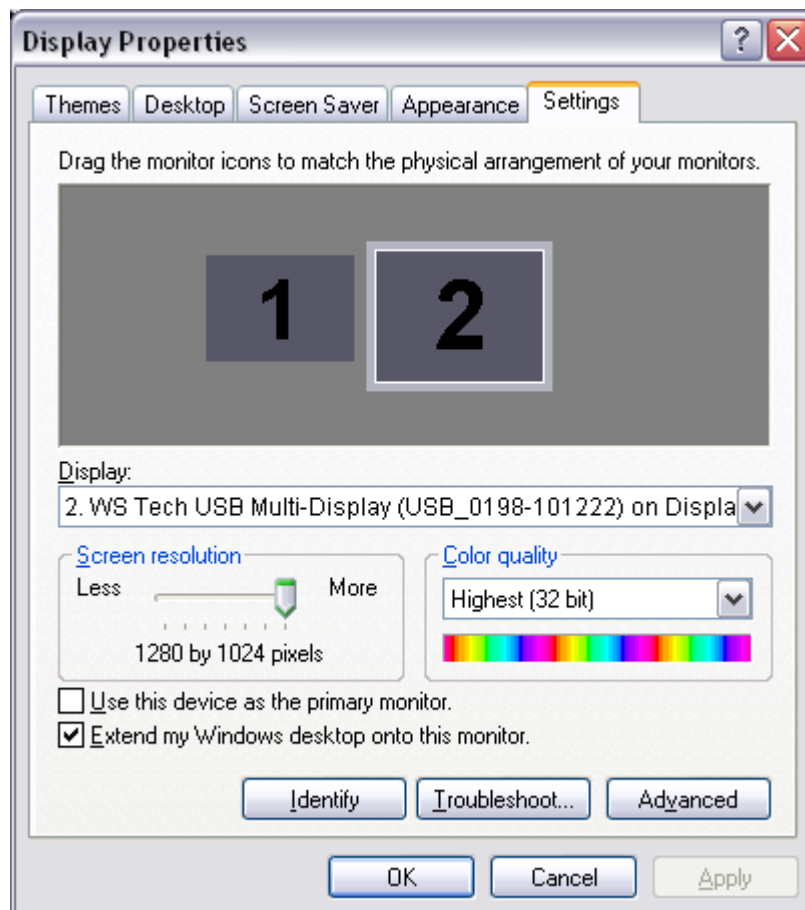 Display Properties
Themes Desktop Screen Saver Appearance Settings
Drag the monitor icons to match the physical arrangement of your monitors.
1 2
Display:
2. WS Tech USB Multi-Display (USB_0198-101222) on Displa
Screen resolution Color quality
Less More
Highest (32 bit)
1280 by 1024 pixels
Use this device as the primary monitor.
Extend my Windows desktop onto this monitor.
Identify Troubleshoot... Advanced
OK Cancel Apply